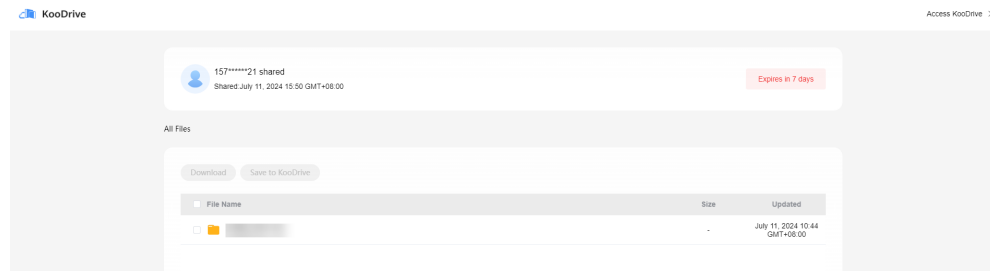 KooDrive
Access KooDrive
157******21 shared
Shared:July 11, 2024 15:50 GMT+08:00
Expires in 7 days
All Files
Download Save to KooDrive
File Name Size Updated
- July 11, 2024 10:44
GMT+08:00